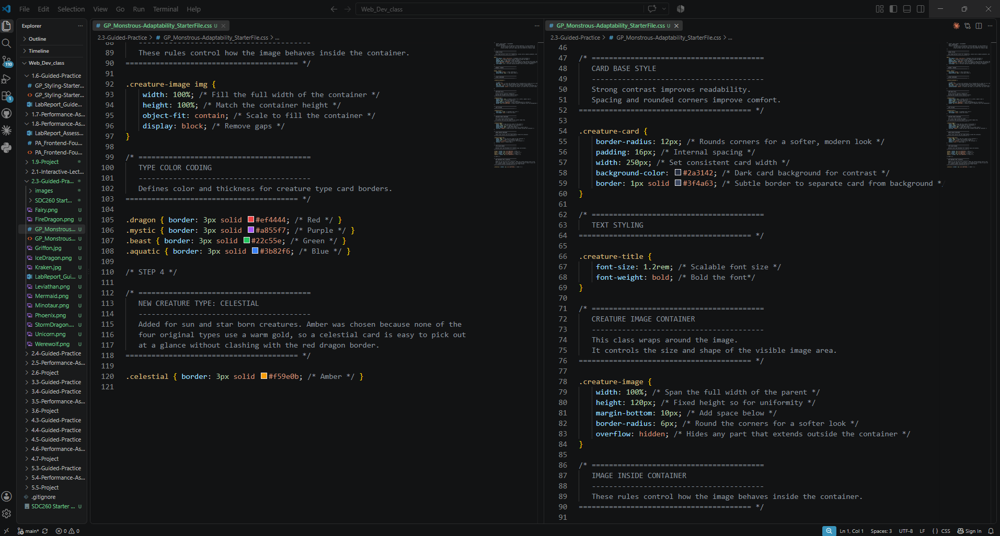 File Edit Selection View Go Run Terminal Help
Web_Dev_class
Explorer
Outline
Timeline
Web_Dev_class
1.6-Guided-Practice
GP_Styling-Starter...
GP_Styling-Starter...
LabReport_Guide...
1.7-Performance-As...
1.8-Performance-As...
LabReport_Assess...
PA_Frontend-Fou...
PA_Frontend-Fou...
1.9-Project
2.1-Interactive-Lect...
2.3-Guided-Pra...
images
SDC260 Start...
Fairy.png U
FireDragon.png U
GP_Monstrous... U
GP_Monstrous... U
Griffon.jpg U
IceDragon.png U
Kraken.jpg U
LabReport_Gui... U
Leviathan.png U
Mermaid.png U
Minotaur.png U
Phoenix.png U
StormDragon.... U
Unicorn.png U
Werewolf.png U
2.4-Guided-Practice
2.5-Performance-As...
2.6-Project
3.3-Guided-Practice
3.4-Guided-Practice
3.5-Performance-As...
3.6-Project
4.3-Guided-Practice
4.4-Guided-Practice
4.5-Guided-Practice
4.6-Performance-As...
4.7-Project
5.3-Guided-Practice
5.4-Performance-As...
5.5-Project
.gitignore
SDC260 Starter ... U
110
1
# GP_Monstrous-Adaptability_StarterFile.css U
2.3-Guided-Practice > # GP_Monstrous-Adaptability_StarterFile.css > ...
88 ----------------------------------------
89 These rules control how the image behaves inside the container.
90 ======================================== */
91
92 .creature-image img {
93 width: 100%; /* Fill the full width of the container */
94 height: 100%; /* Match the container height */
95 object-fit: contain; /* Scale to fill the container */
96 display: block; /* Remove gaps */
97 }
98
99 /* ========================================
100 TYPE COLOR CODING
101 ----------------------------------------
102 Defines color and thickness for creature type card borders.
103 ======================================== */
104
105 .dragon { border: 3px solid #ef4444; /* Red */ }
106 .mystic { border: 3px solid #a855f7; /* Purple */ }
107 .beast { border: 3px solid #22c55e; /* Green */ }
108 .aquatic { border: 3px solid #3b82f6; /* Blue */ }
109
110 /* STEP 4 */
111
112 /* ========================================
113 NEW CREATURE TYPE: CELESTIAL
114 ----------------------------------------
115 Added for sun and star born creatures. Amber was chosen because none of the
116 four original types use a warm gold, so a celestial card is easy to pick out
117 at a glance without clashing with the red dragon border.
118 ======================================== */
119
120 .celestial { border: 3px solid #f59e0b; /* Amber */ }
121
# GP_Monstrous-Adaptability_StarterFile.css U
2.3-Guided-Practice > # GP_Monstrous-Adaptability_StarterFile.css > ...
46
47 /* ========================================
48 CARD BASE STYLE
49 ----------------------------------------
50 Strong contrast improves readability.
51 Spacing and rounded corners improve comfort.
52 ======================================== */
53
54 .creature-card {
55 border-radius: 12px; /* Rounds corners for a softer, modern look */
56 padding: 16px; /* Internal spacing */
57 width: 250px; /* Set consistent card width */
58 background-color: #2a3142; /* Dark card background for contrast */
59 border: 1px solid #3f4a63; /* Subtle border to separate card from background *
60 }
61
62 /* ========================================
63 TEXT STYLING
64 ======================================== */
65
66 .creature-title {
67 font-size: 1.2rem; /* Scalable font size */
68 font-weight: bold; /* Bold the font*/
69 }
70
71 /* ========================================
72 CREATURE IMAGE CONTAINER
73 ----------------------------------------
74 This class wraps around the image.
75 It controls the size and shape of the visible image area.
76 ======================================== */
77
78 .creature-image {
79 width: 100%; /* Span the full width of the parent */
80 height: 120px; /* Fixed height so for uniformity */
81 margin-bottom: 10px; /* Add space below */
82 border-radius: 6px; /* Round the corners for a softer look */
83 overflow: hidden; /* Hides any part that extends outside the container */
84 }
85
86 /* ========================================
87 IMAGE INSIDE CONTAINER
88 ----------------------------------------
89 These rules control how the image behaves inside the container.
90 ======================================== */
91
main* 0 0
Ln 1, Col 1 Spaces: 3 UTF-8 LF { } CSS Sign In